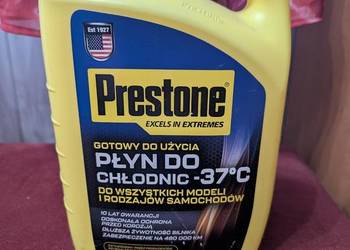 PRESTONE
Est 1927
Prestone®
EXCELS IN EXTREMES
GOTOWY DO UŻYCIA
PŁYN DO
CHŁODNIC -37°C
DO WSZYSTKICH MODELI
I RODZAJÓW SAMOCHODÓW
10 LAT GWARANCJI
DOSKONAŁA OCHRONA
PRZED KOROZJĄ
DŁUŻSZA ŻYWOTNOŚĆ SILNIKA
ZABEZPIECZENIE NA 480 000 KM